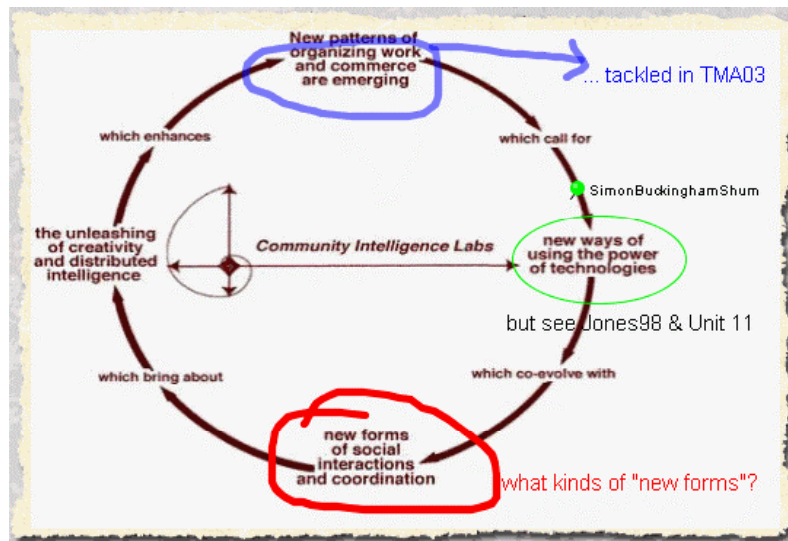 New patterns of
organizing work
and commerce
are emerging
... tackled in TMA03
which enhances
which call for
SimonBuckinghamShum
the unleashing
of creativity
and distributed
intelligence
Community Intelligence Labs
new ways of
using the power
of technologies
but see Jones98 & Unit 11
which bring about
which co-evolve with
new forms
of social
interactions
and coordination
what kinds of "new forms"?